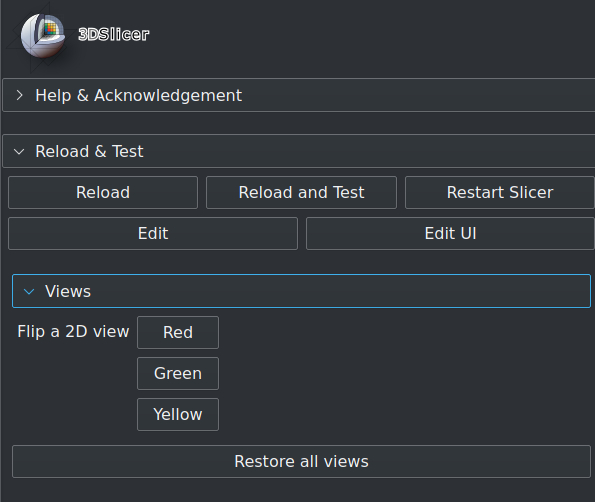 3DSlicer
Help & Acknowledgement
Reload & Test
Reload Reload and Test Restart Slicer
Edit Edit UI
Views
Flip a 2D view Red
Green
Yellow
Restore all views